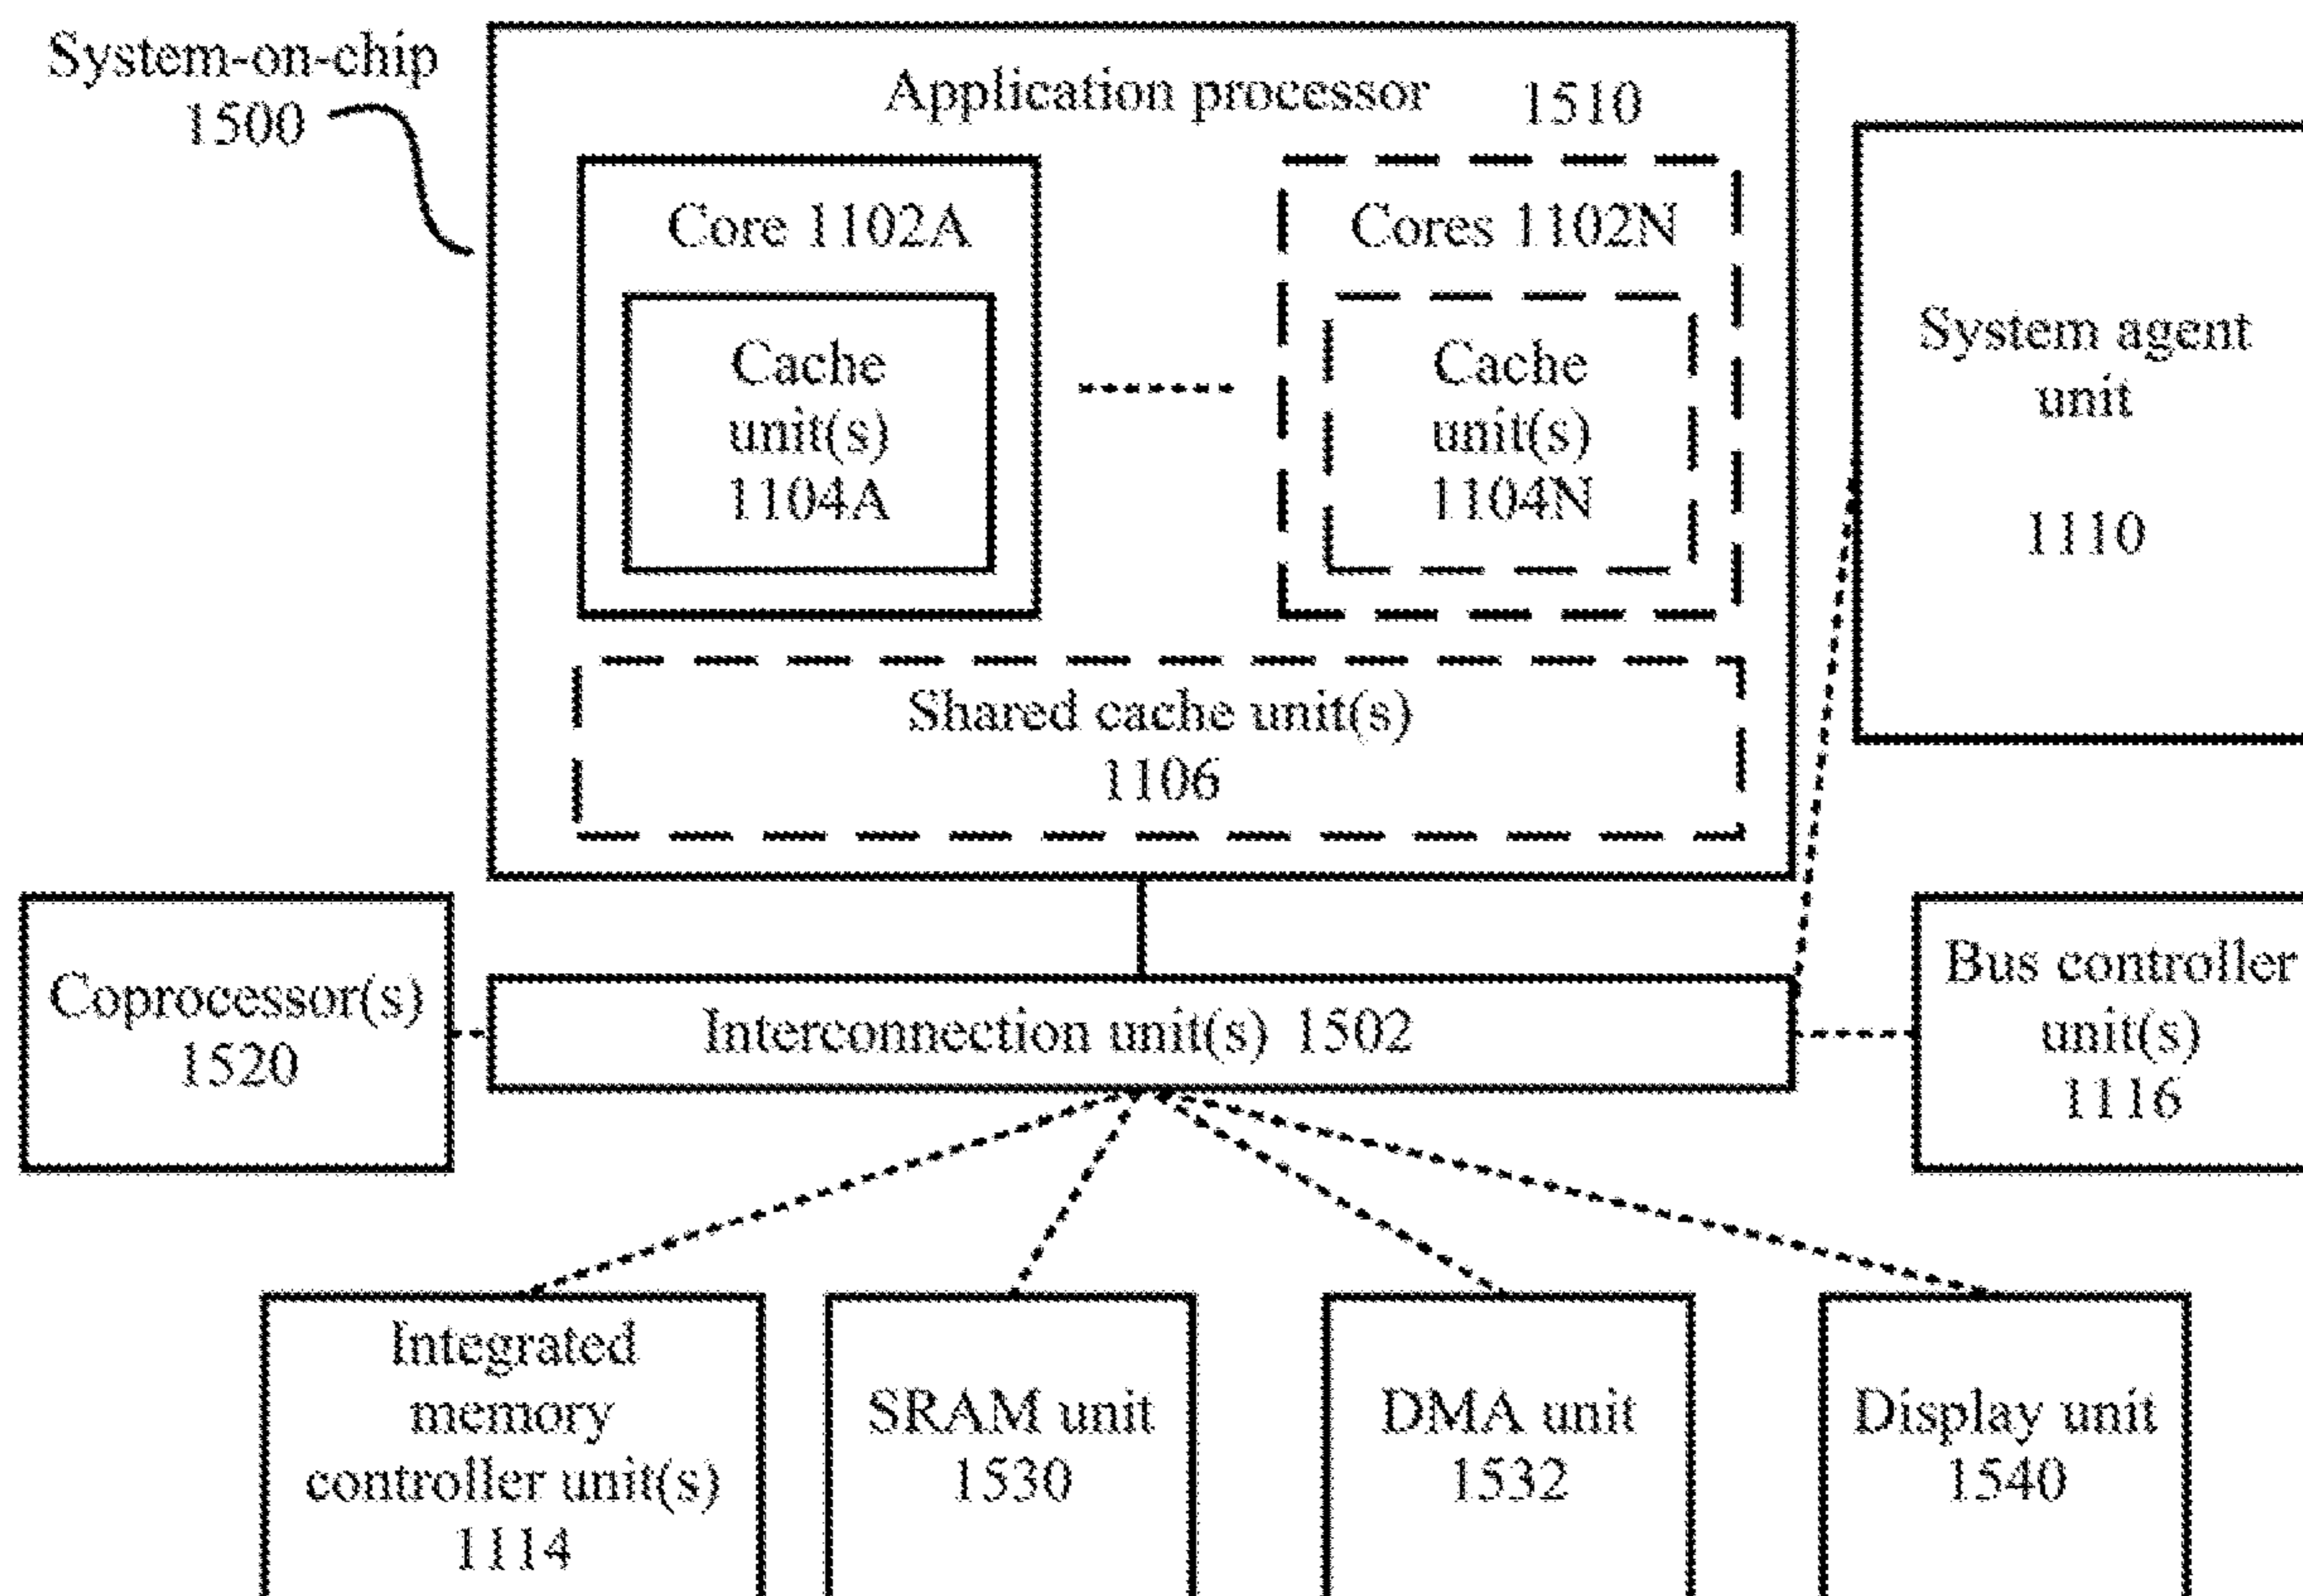 System-on-chip
1500
Application processor 1510
Core 1102A
Cache
unit(s)
1104A
Cores 1102N
Cache
unit(s)
1104N
Shared cache unit(s)
1106
System agent
unit
1110
Coprocessor(s)
1520
Interconnection unit(s) 1502
Bus controller
unit(s)
1116
Integrated
memory
controller unit(s)
1114
SRAM unit
1530
DMA unit
1532
Display unit
1540